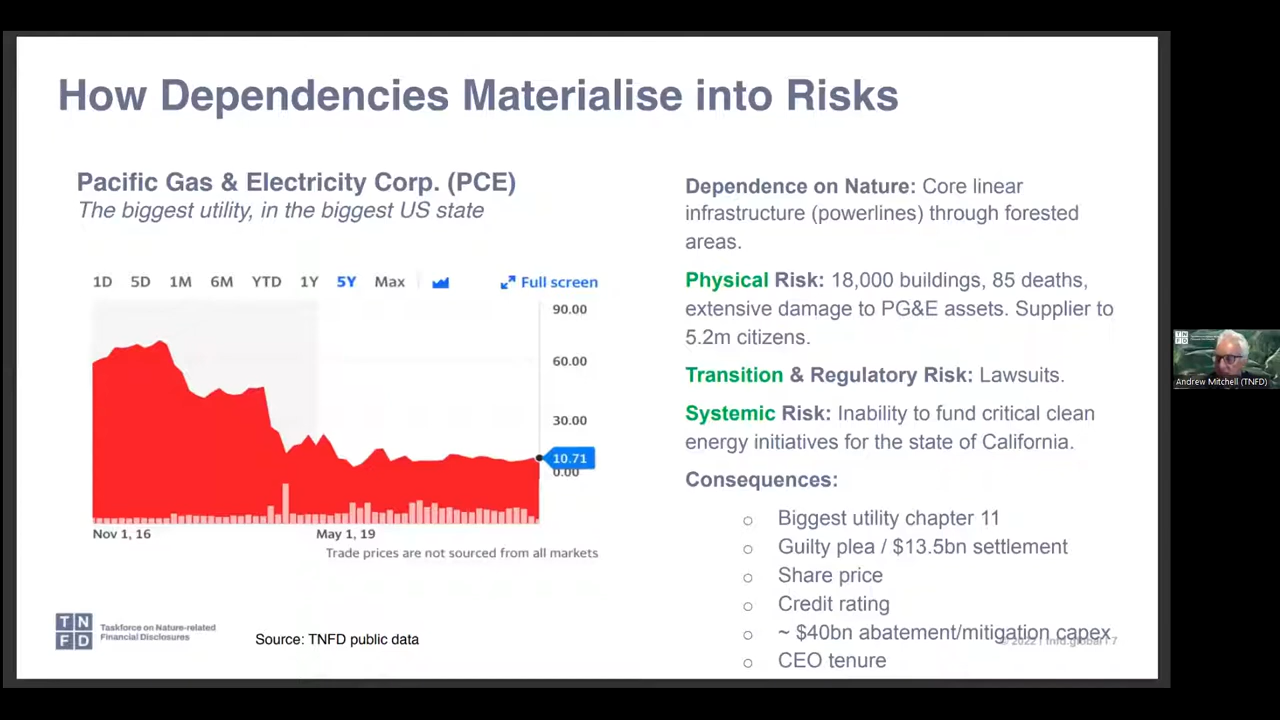 How Dependencies Materialise into Risks
Pacific Gas & Electricity Corp. (PCE)
The biggest utility, in the biggest US state
1D 5D 1M 6M YTD 1Y 5Y Max Full screen
90.00
60.00
30.00
10.71
0.00
Nov 1, 16 May 1, 19
Trade prices are not sourced from all markets
Dependence on Nature: Core linear
infrastructure (powerlines) through forested
areas.
Physical Risk: 18,000 buildings, 85 deaths,
extensive damage to PG&E assets. Supplier to
5.2m citizens.
Transition & Regulatory Risk: Lawsuits.
Systemic Risk: Inability to fund critical clean
energy initiatives for the state of California.
Consequences:
Biggest utility chapter 11
Guilty plea / $13.5bn settlement
Share price
Credit rating
~ $40bn abatement/mitigation capex
CEO tenure
T N
F D
Taskforce on Nature-related
Financial Disclosures
Source: TNFD public data
2022 | tnfd.global | 7
T N
F D
Andrew Mitchell (TNFD)